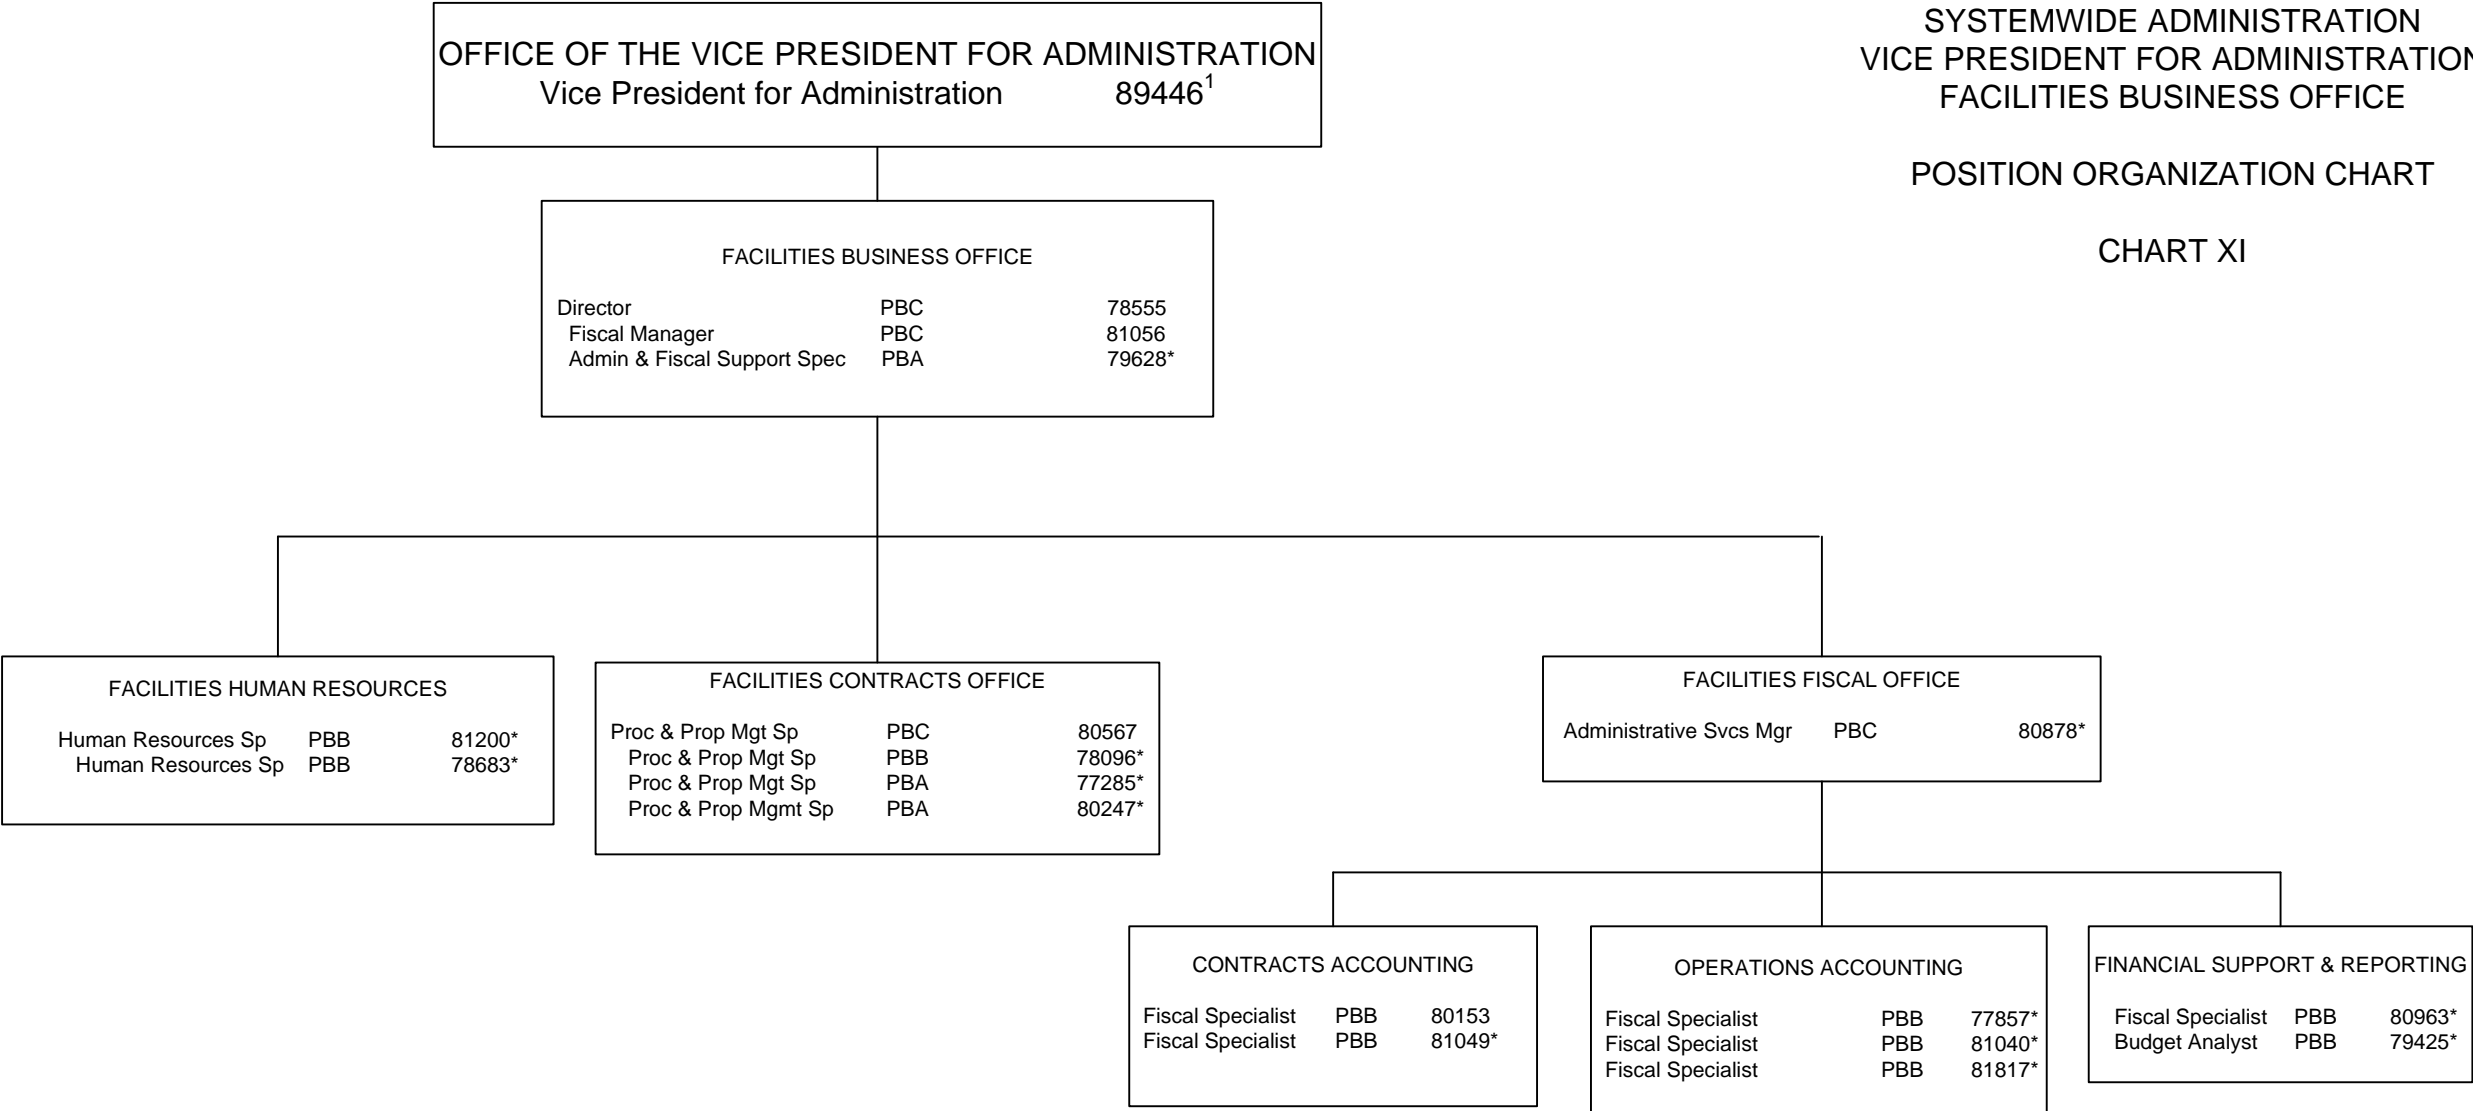 SYSTEMWIDE ADMINISTRATION
VICE PRESIDENT FOR ADMINISTRATION
FACILITIES BUSINESS OFFICE
POSITION ORGANIZATION CHART
CHART XI
OFFICE OF THE VICE PRESIDENT FOR ADMINISTRATION
Vice President for Administration 89446¹
FACILITIES BUSINESS OFFICE
Director PBC 78555
Fiscal Manager PBC 81056
Admin & Fiscal Support Spec PBA 79628*
FACILITIES HUMAN RESOURCES
Human Resources Sp PBB 81200*
Human Resources Sp PBB 78683*
FACILITIES CONTRACTS OFFICE
Proc & Prop Mgt Sp PBC 80567
Proc & Prop Mgt Sp PBB 78096*
Proc & Prop Mgt Sp PBA 77285*
Proc & Prop Mgmt Sp PBA 80247*
FACILITIES FISCAL OFFICE
Administrative Svcs Mgr PBC 80878*
CONTRACTS ACCOUNTING
Fiscal Specialist PBB 80153
Fiscal Specialist PBB 81049*
OPERATIONS ACCOUNTING
Fiscal Specialist PBB 77857*
Fiscal Specialist PBB 81040*
Fiscal Specialist PBB 81817*
FINANCIAL SUPPORT & REPORTING
Fiscal Specialist PBB 80963*
Budget Analyst PBB 79425*